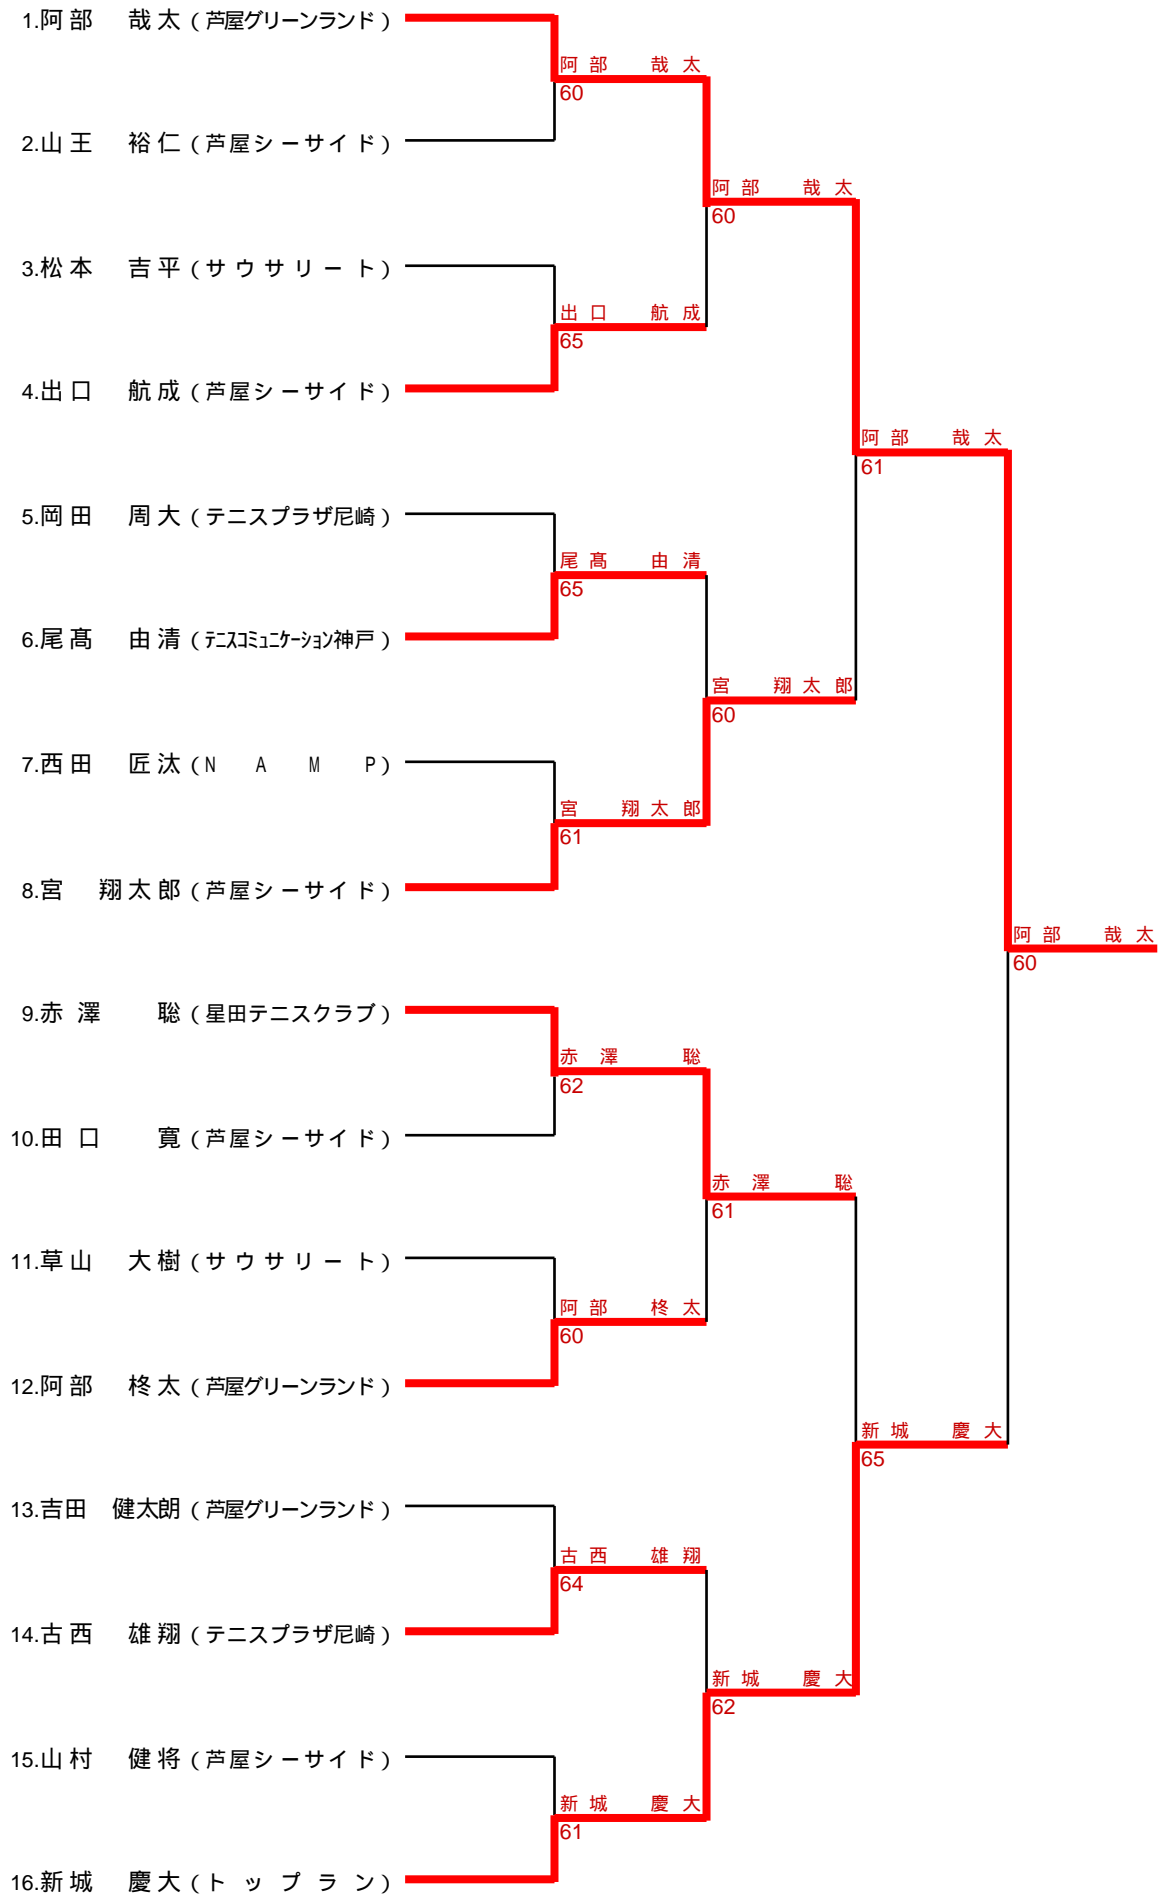 1.阿部 哲太(芦屋グリーンランド)
阿部 哉太
60
2.山王 裕仁(芦屋シーサイド)
阿部 哉太
60
3.松本 吉平(サウサリート)
出口 航成
65
4.出口 航成(芦屋シーサイド)
阿部 哉太
61
5.岡田 周大(テニスプラザ尼崎)
尾髙 由清
65
6.尾髙 由清(テニスコミュニケーション神戸)
宮 翔太郎
60
7.西田 匠汰(NAMP)
宮 翔太郎
61
8.宮 翔太郎(芦屋シーサイド)
阿部 哉太
60
9.赤澤 聡(星田テニスクラブ)
赤澤 聡
62
10.田口 寛(芦屋シーサイド)
赤澤 聡
61
11.草山 大樹(サウサリート)
阿部 柊太
60
12.阿部 柊太(芦屋グリーンランド)
新城 慶大
65
13.吉田 健太朗(芦屋グリーンランド)
古西 雄翔
64
14.古西 雄翔(テニスプラザ尼崎)
新城 慶大
62
15.山村 健将(芦屋シーサイド)
新城 慶大
61
16.新城 慶大(トップラン)